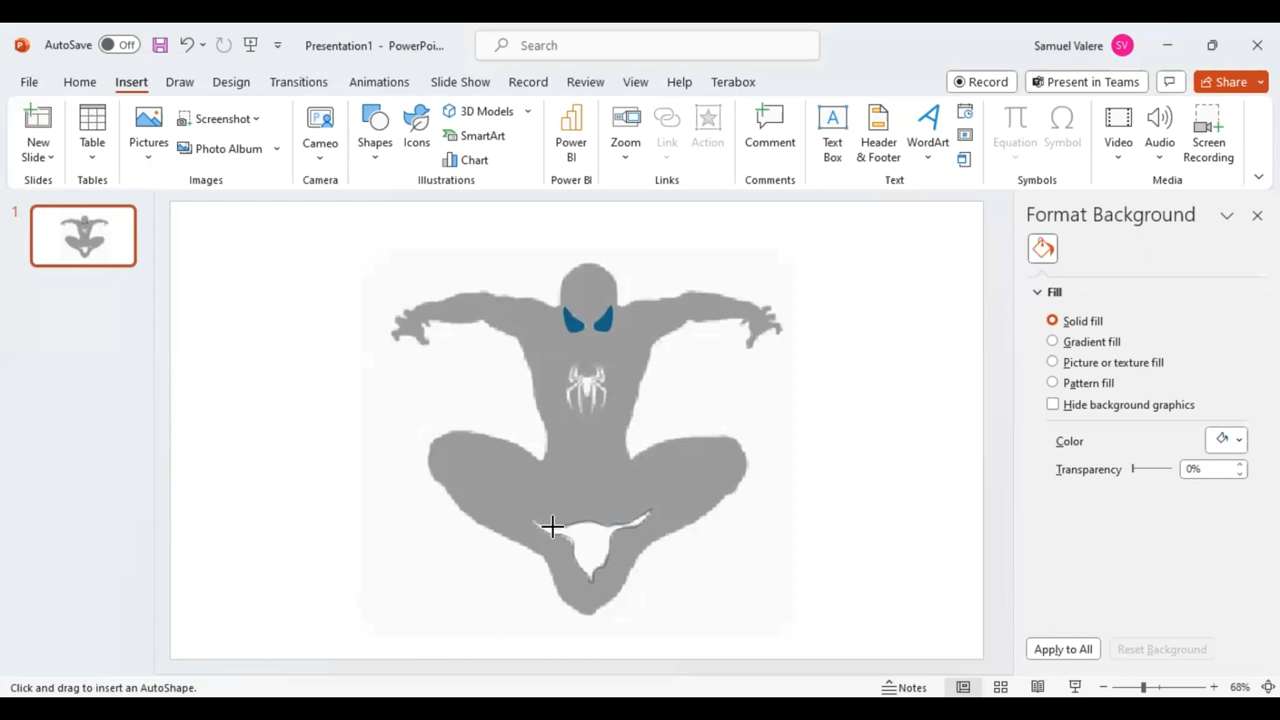 AutoSave Off Presentation1 - PowerPoi... Search Samuel Valere SV
File Home Insert Draw Design Transitions Animations Slide Show Record Review View Help Terabox Record Present in Teams Share
New Slide Table Pictures Screenshot Photo Album Cameo Shapes Icons 3D Models SmartArt Chart Power BI Zoom Link Action Comment Text Box Header & Footer WordArt Equation Symbol Video Audio Screen Recording
Slides Tables Images Camera Illustrations Power BI Links Comments Text Symbols Media
1
Format Background
Fill
Solid fill
Gradient fill
Picture or texture fill
Pattern fill
Hide background graphics
Color
Transparency 0%
Apply to All Reset Background
Click and drag to insert an AutoShape. Notes 68%